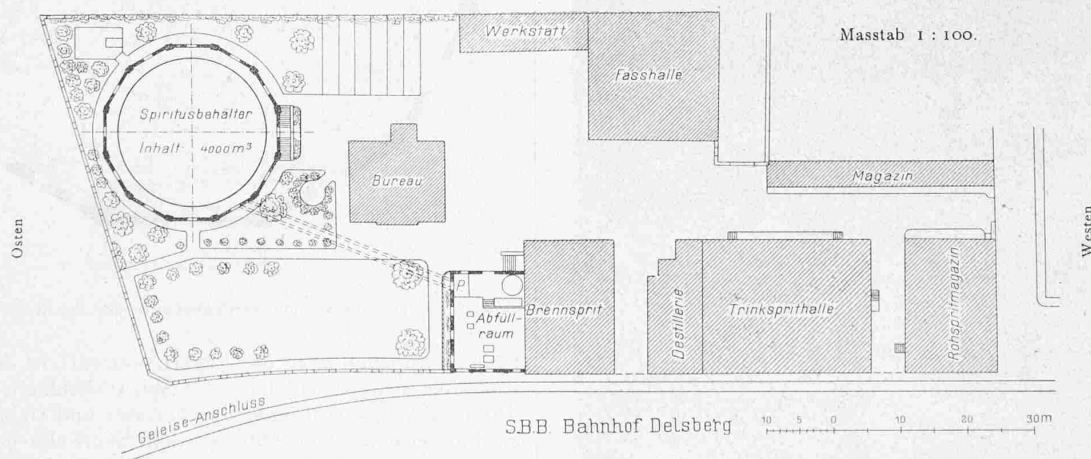 Masstab 1 : 100.
Werkstatt
Fasshalle
Spiritusbehälter
Inhalt 4000 m³
Bureau
Magazin
Osten
Westen
P
Abfüll-
raum
Brennsprit
Destillerie
Trinksprithalle
Rohspritmagazin
Geleise-Anschluss
S.B.B. Bahnhof Delsberg
10 5 0 10 20 30m